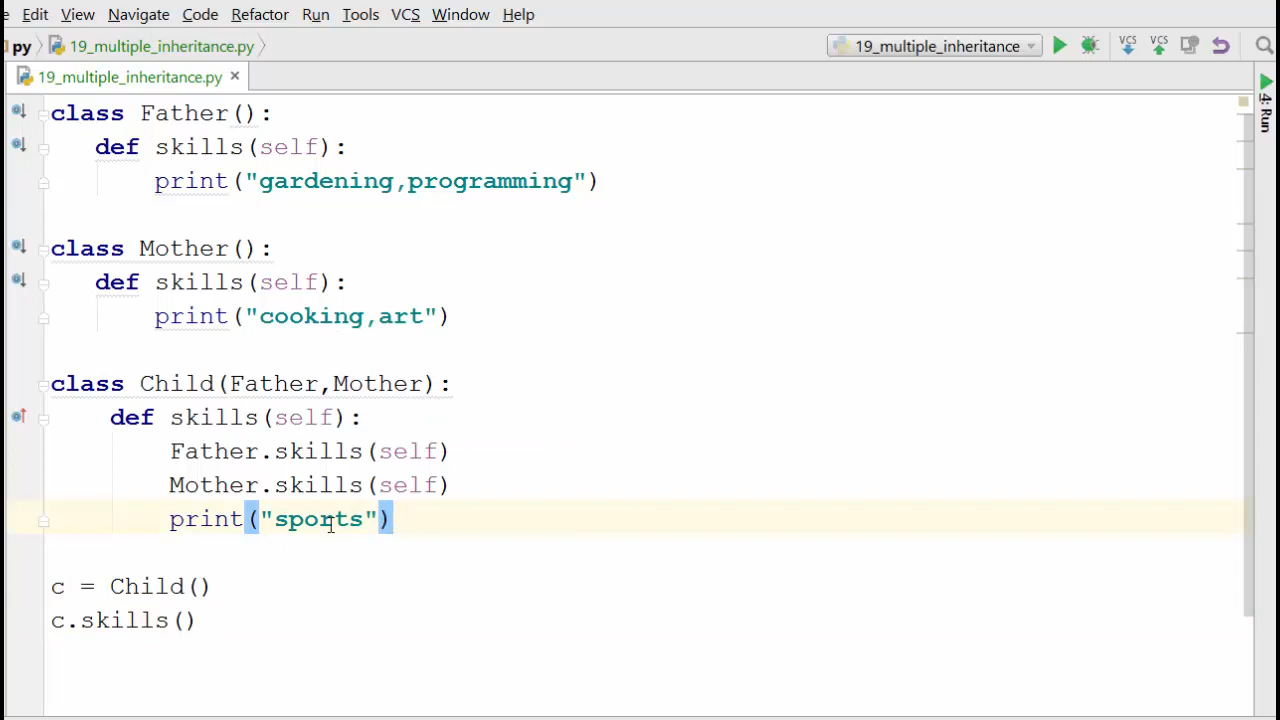 e Edit View Navigate Code Refactor Run Tools VCS Window Help
py 19_multiple_inheritance.py 19_multiple_inheritance VCS VCS
19_multiple_inheritance.py ×
4: Run
class Father():
def skills(self):
print("gardening,programming")
class Mother():
def skills(self):
print("cooking,art")
class Child(Father,Mother):
def skills(self):
Father.skills(self)
Mother.skills(self)
print("sports")
c = Child()
c.skills()